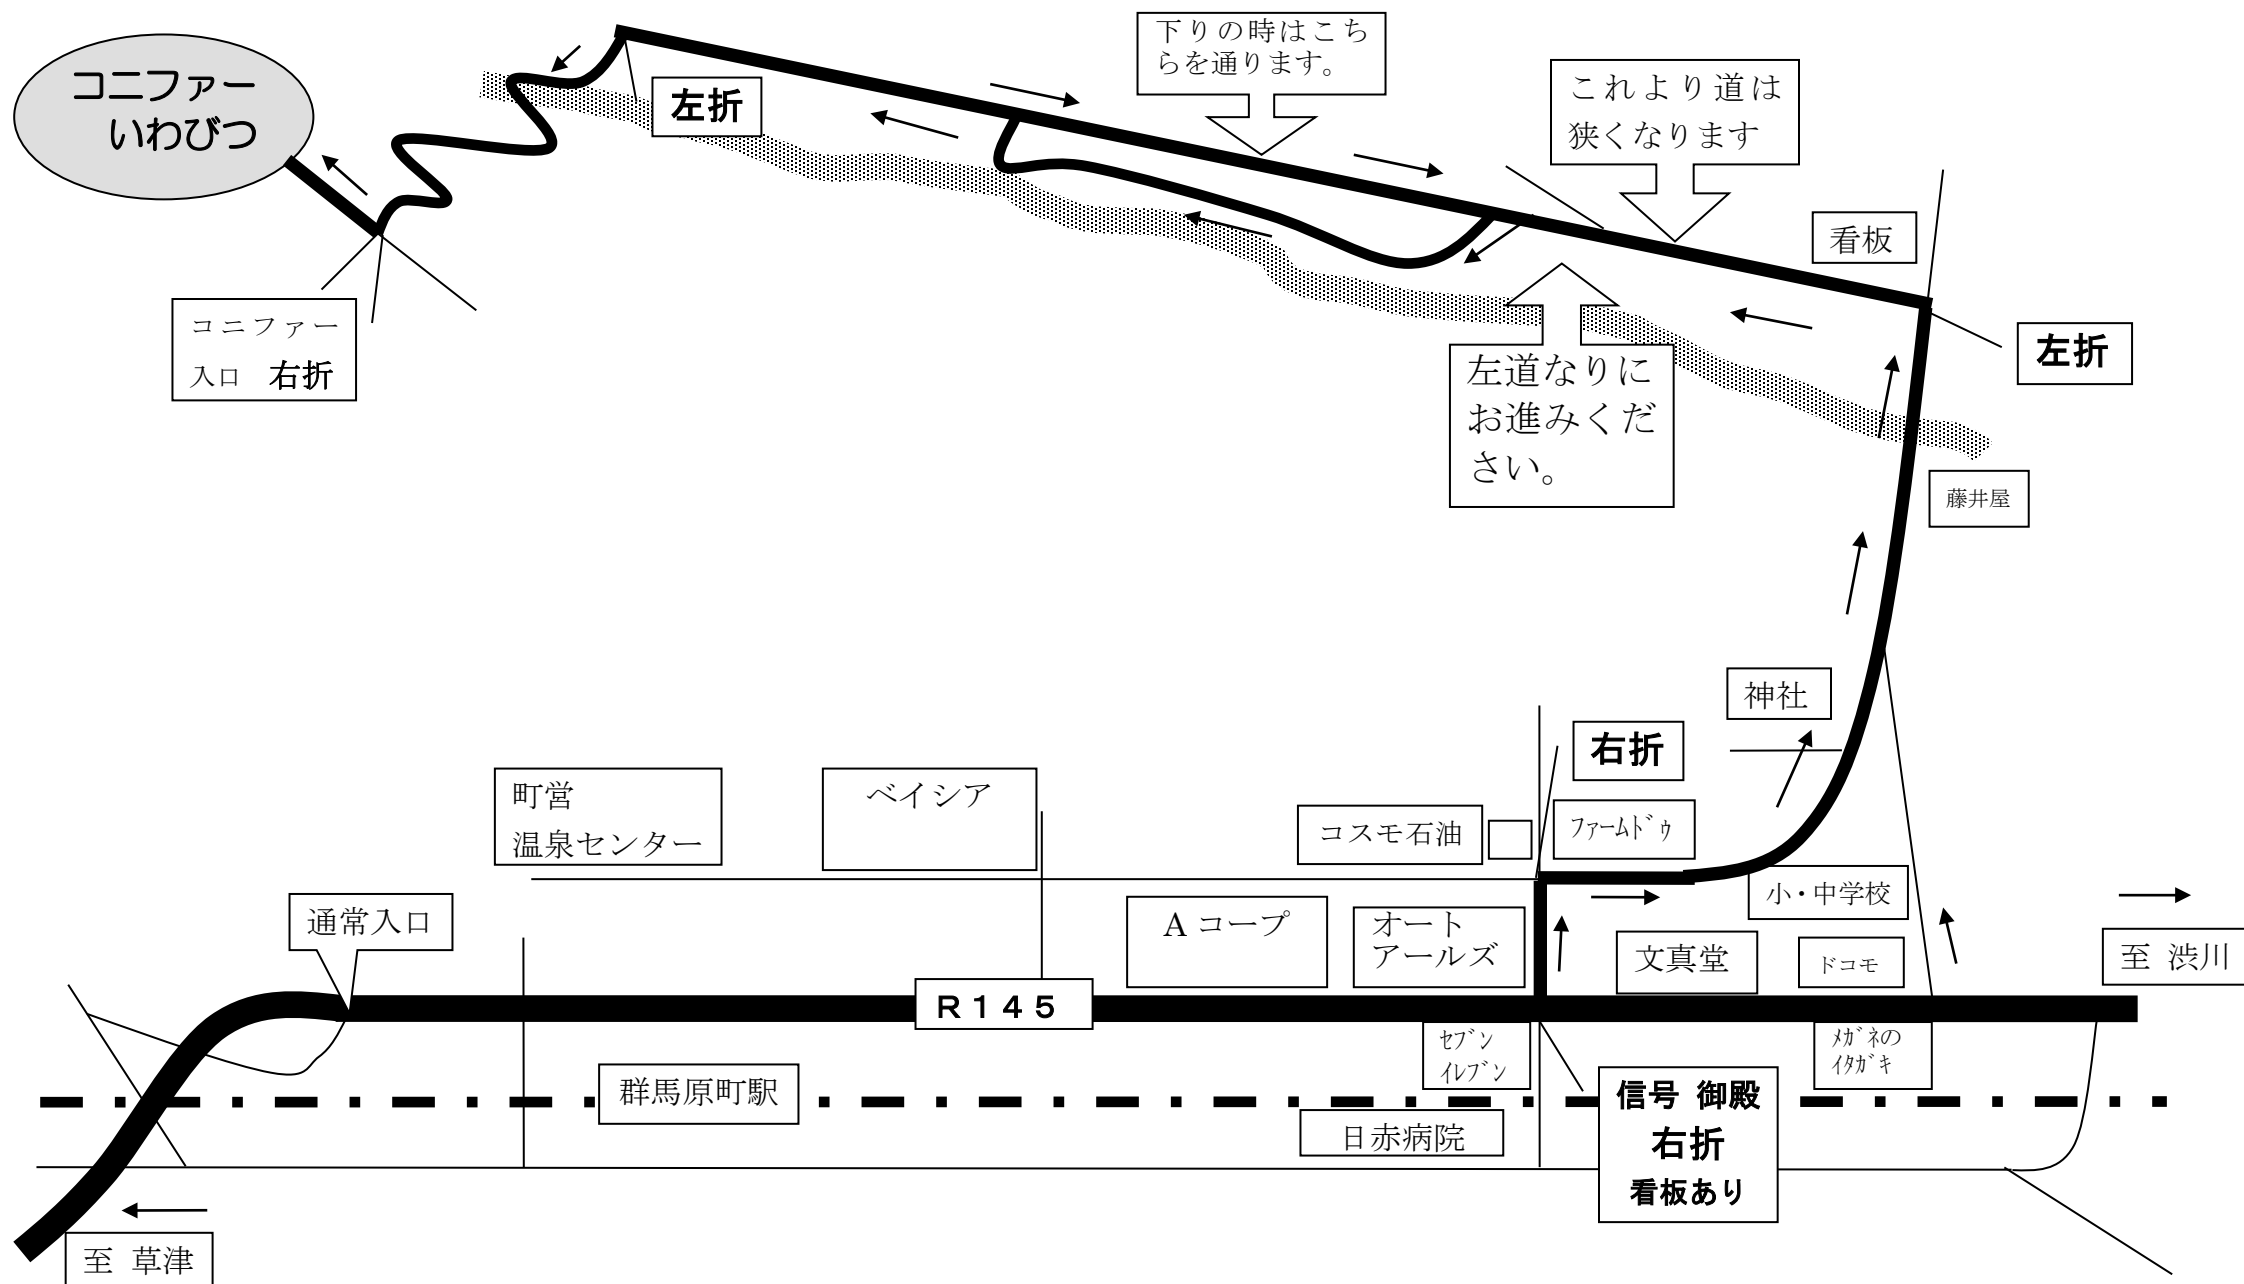 コニファー
いわびつ
下りの時はこち
らを通ります。
これより道は
狭くなります
左折
看板
コニファー
入口 右折
左折
左道なりに
お進みくだ
さい。
藤井屋
神社
右折
町営
温泉センター
ベイシア
コスモ石油
ファームドゥ
通常入口
A コープ
オート
アールズ
小・中学校
文真堂
ドコモ
至 渋川
R145
セブン
イレブン
メガネの
イタガキ
群馬原町駅
日赤病院
信号 御殿
右折
看板あり
至 草津